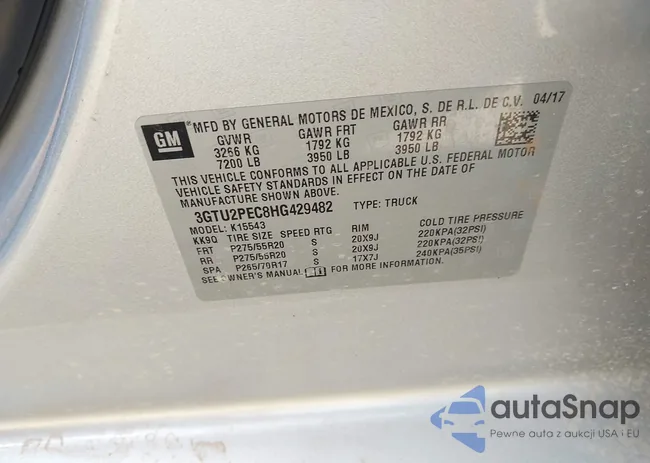 GM
MFD BY GENERAL MOTORS DE MEXICO, S. DE R.L. DE C.V. 04/17
GVWR GAWR FRT GAWR RR
3266 KG 1792 KG 1792 KG
7200 LB 3950 LB 3950 LB
THIS VEHICLE CONFORMS TO ALL APPLICABLE U.S. FEDERAL MOTOR
VEHICLE SAFETY STANDARDS IN EFFECT ON THE DATE OF
MANUFACTURE SHOWN ABOVE.
3GTU2PEC8HG429482 TYPE: TRUCK
MODEL: K15543
KK9Q TIRE SIZE SPEED RTG RIM COLD TIRE PRESSURE
FRT P275/55R20 S 20X9J 220KPA(32PSI)
RR P275/55R20 S 20X9J 220KPA(32PSI)
SPA P265/70R17 S 17X7J 240KPA(35PSI)
SEE OWNER'S MANUAL FOR MORE INFORMATION.
autoSnap
Pewne auta z aukcji USA i EU